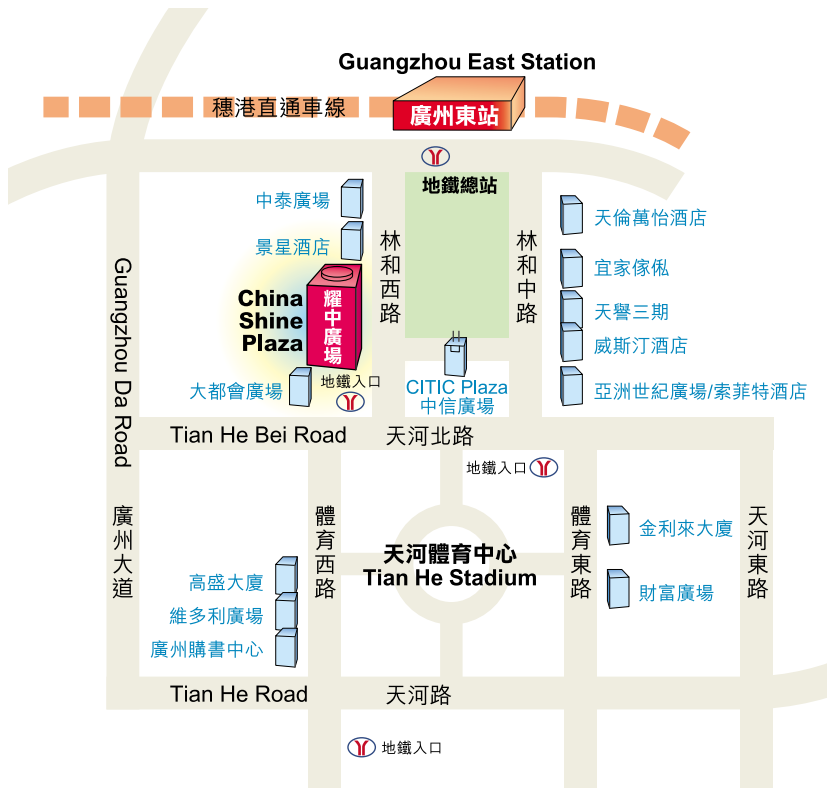 Guangzhou East Station
穗港直通車線
廣州東站
地鐵總站
中泰廣場
景星酒店
China
Shine
Plaza
耀中廣場
大都會廣場
地鐵入口
林和西路
林和中路
CITIC Plaza
中信廣場
天倫萬怡酒店
宜家傢俬
天譽三期
威斯汀酒店
亞洲世紀廣場/索菲特酒店
Guangzhou Da Road
廣州大道
Tian He Bei Road
天河北路
地鐵入口
體育西路
天河體育中心
Tian He Stadium
體育東路
金利來大廈
財富廣場
天河東路
高盛大廈
維多利廣場
廣州購書中心
Tian He Road
天河路
地鐵入口